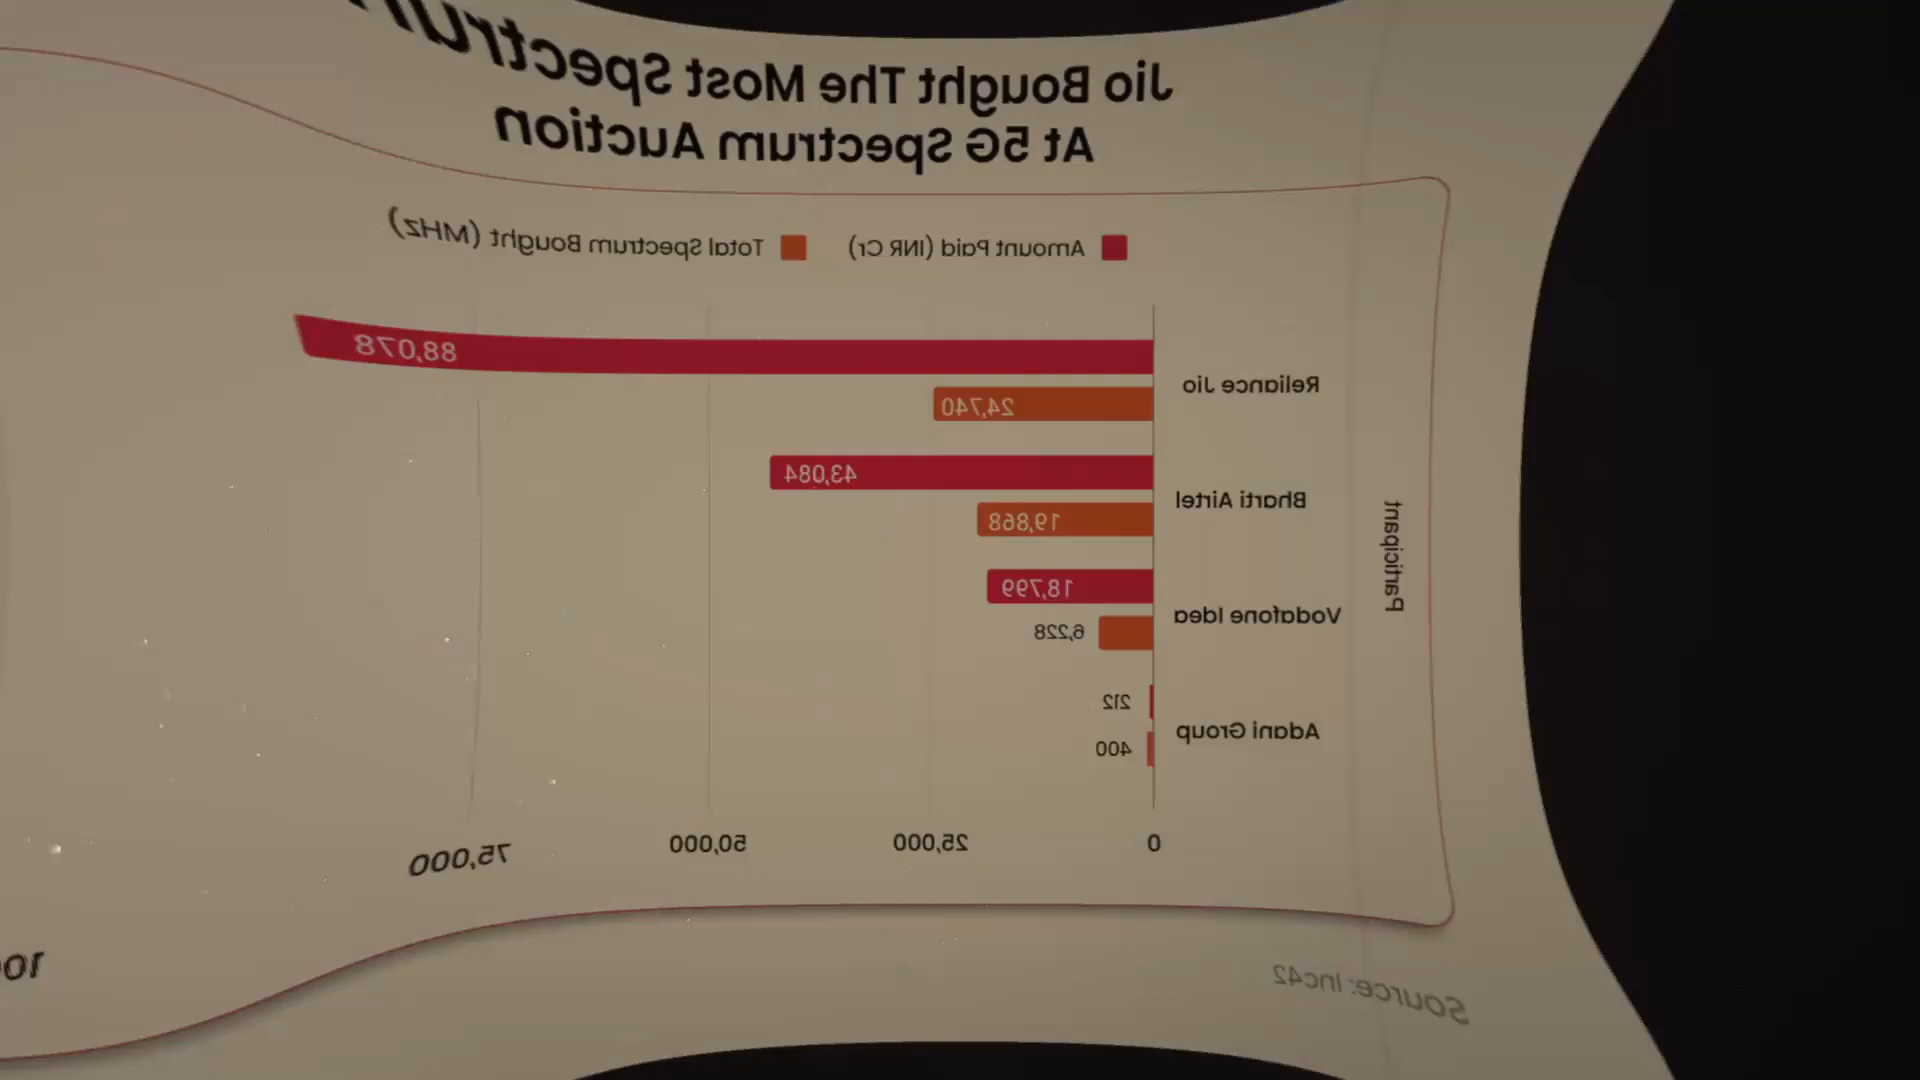 Jio Bought The Most Spectrum
At 5G Spectrum Auction
Amount Paid (INR Cr) Total Spectrum Bought (MHz)
Participant
Reliance Jio
88,078
24,740
Bharti Airtel
43,084
19,868
Vodafone Idea
18,799
6,228
Adani Group
212
400
0 25,000 50,000 75,000
Source: Inc42